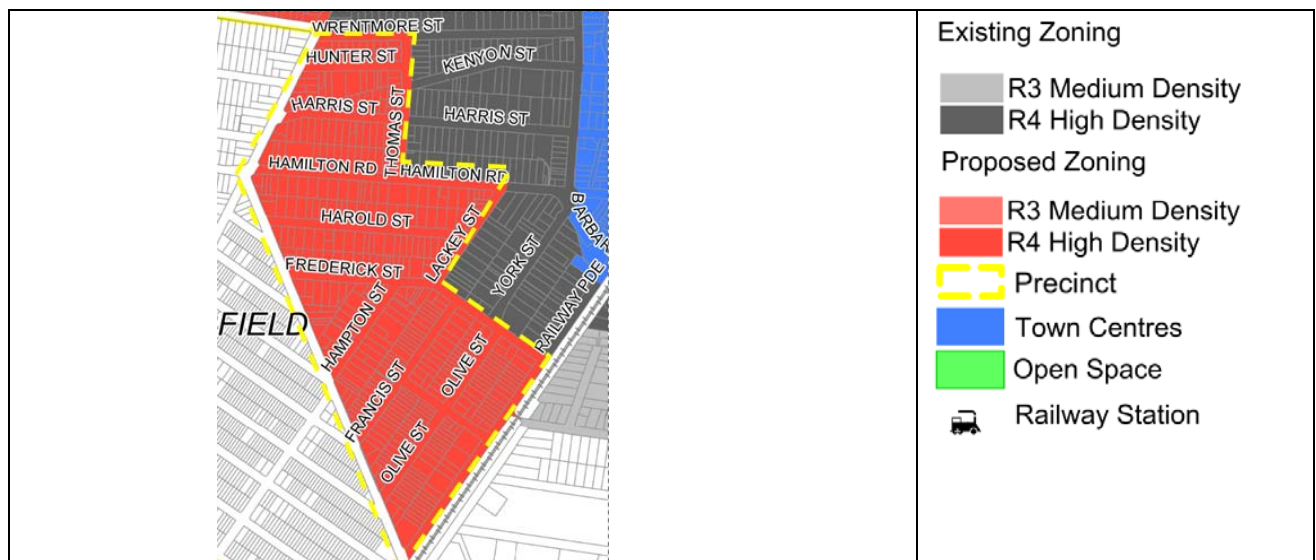 WRENTMORE ST
HUNTER ST
KENYON ST
HARRIS ST
THOMAS ST
HARRIS ST
HAMILTON RD
HAMILTON RD
HAROLD ST
LACKEY ST
FREDERICK ST
YORK ST
RAILWAY PDE
FIELD
HAMPTON ST
FRANCIS ST
OLIVE ST
OLIVE ST
Existing Zoning
R3 Medium Density
R4 High Density
Proposed Zoning
R3 Medium Density
R4 High Density
Precinct
Town Centres
Open Space
Railway Station